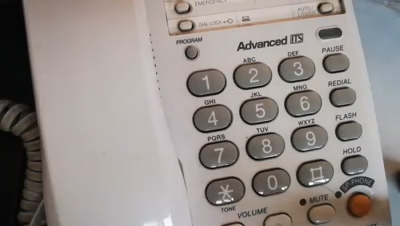 EMERGENCY
DIAL LOCK
AUTO
LOWER
PROGRAM
Advanced ITS
PAUSE
ABC DEF
1 2 3
REDIAL
GHI JKL MNO
4 5 6
FLASH
PQRS TUV WXYZ
7 8 9
HOLD
* 0 #
TONE
SP-PHONE
MUTE
VOLUME